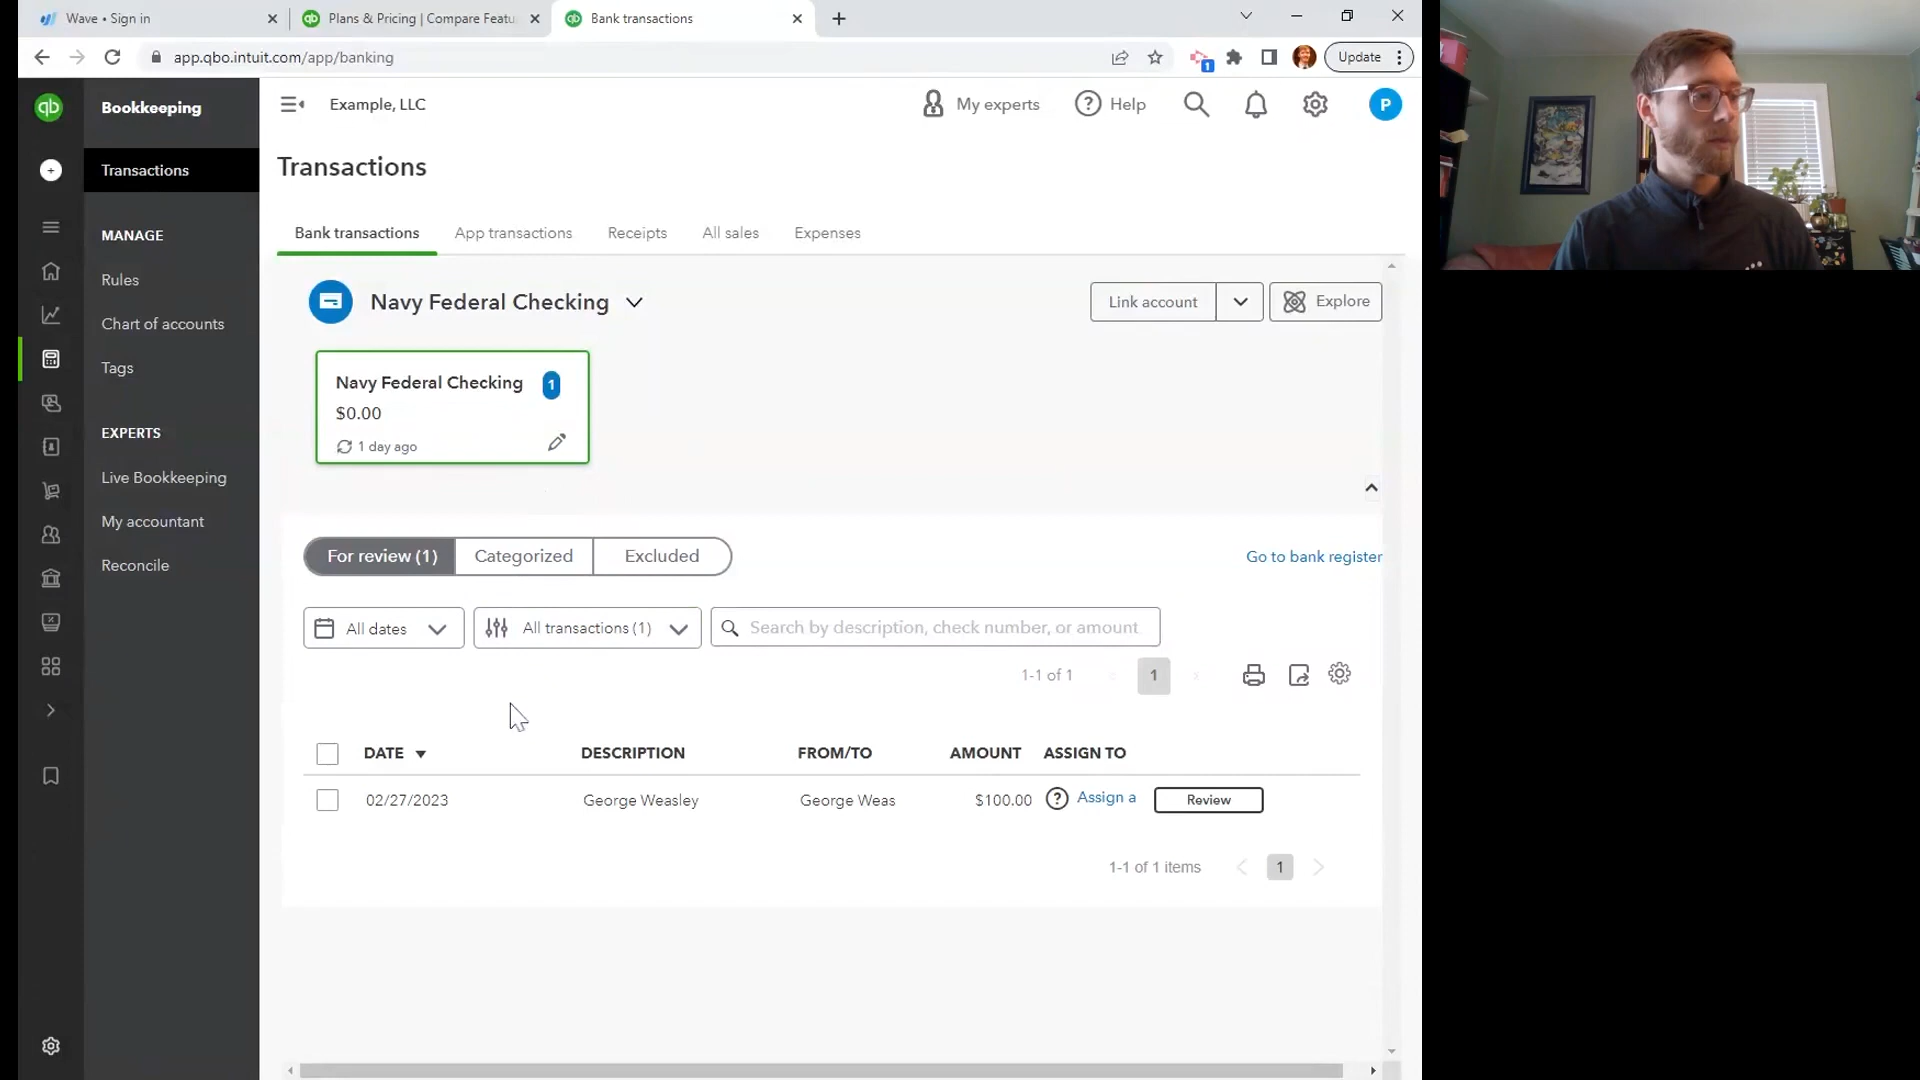 Wave • Sign in
Plans & Pricing | Compare Featu
Bank transactions
app.qbo.intuit.com/app/banking
1
Update
qb
Bookkeeping
Example, LLC
My experts
Help
P
Transactions
Transactions
MANAGE
Rules
Chart of accounts
Tags
EXPERTS
Live Bookkeeping
My accountant
Reconcile
Bank transactions
App transactions
Receipts
All sales
Expenses
Navy Federal Checking
Link account
Explore
Navy Federal Checking
1
$0.00
1 day ago
For review (1)
Categorized
Excluded
Go to bank register
All dates
All transactions (1)
Search by description, check number, or amount
1-1 of 1
1
DATE
DESCRIPTION
FROM/TO
AMOUNT
ASSIGN TO
02/27/2023
George Weasley
George Weas
$100.00
Assign a
Review
1-1 of 1 items
1